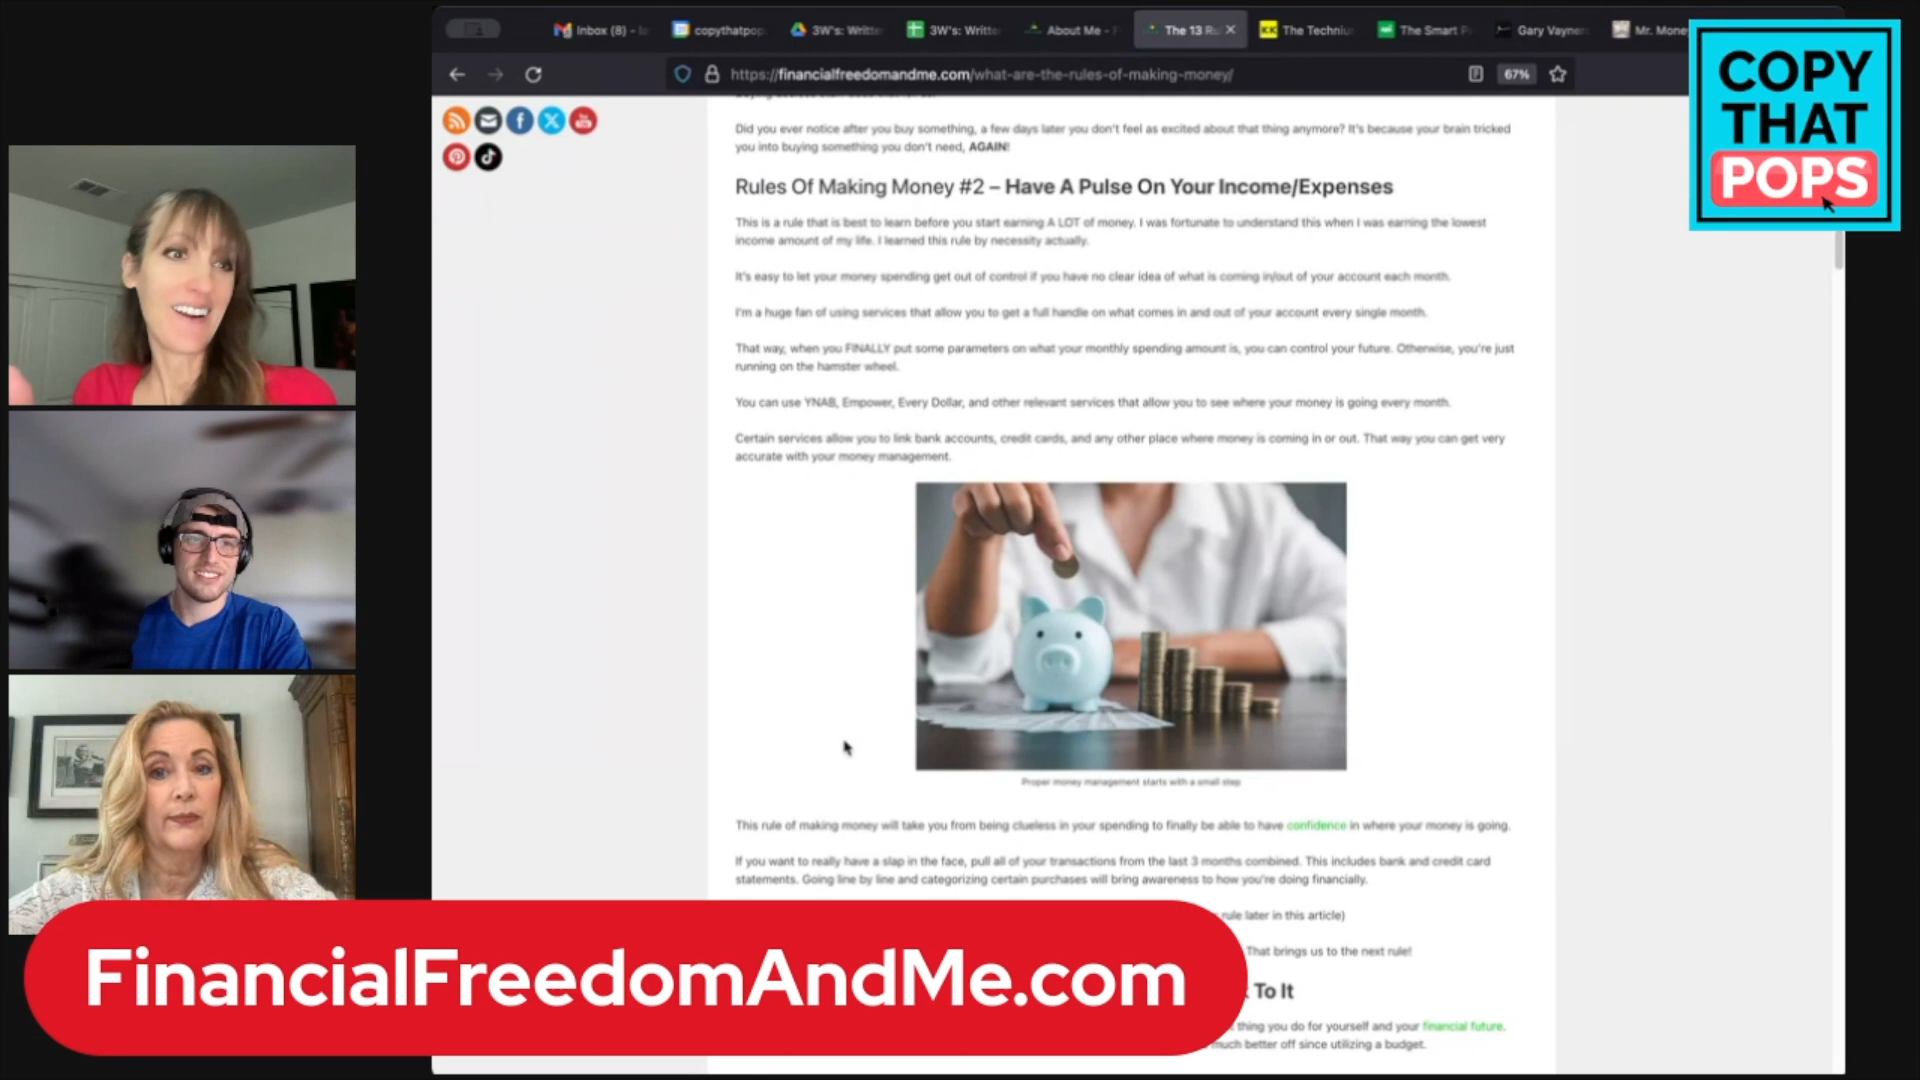 Inbox (8)
copythatpop
3W's: Writte
3W's: Writte
About Me -
The 13 Ru
The Techniu
The Smart P
Gary Vayner
Mr. Mone
https://financialfreedomandme.com/what-are-the-rules-of-making-money/
67%
COPY
THAT
POPS
Did you ever notice after you buy something, a few days later you don't feel as excited about that thing anymore? It's because your brain tricked
you into buying something you don't need, AGAIN!
Rules Of Making Money #2 – Have A Pulse On Your Income/Expenses
This is a rule that is best to learn before you start earning A LOT of money. I was fortunate to understand this when I was earning the lowest
income amount of my life. I learned this rule by necessity actually.
It's easy to let your money spending get out of control if you have no clear idea of what is coming in/out of your account each month.
I'm a huge fan of using services that allow you to get a full handle on what comes in and out of your account every single month.
That way, when you FINALLY put some parameters on what your monthly spending amount is, you can control your future. Otherwise, you're just
running on the hamster wheel.
You can use YNAB, Empower, Every Dollar, and other relevant services that allow you to see where your money is going every month.
Certain services allow you to link bank accounts, credit cards, and any other place where money is coming in or out. That way you can get very
accurate with your money management.
Proper money management starts with a small step
This rule of making money will take you from being clueless in your spending to finally be able to have confidence in where your money is going.
If you want to really have a slap in the face, pull all of your transactions from the last 3 months combined. This includes bank and credit card
statements. Going line by line and categorizing certain purchases will bring awareness to how you're doing financially.
rule later in this article)
That brings us to the next rule!
To It
thing you do for yourself and your financial future.
much better off since utilizing a budget.
FinancialFreedomAndMe.com